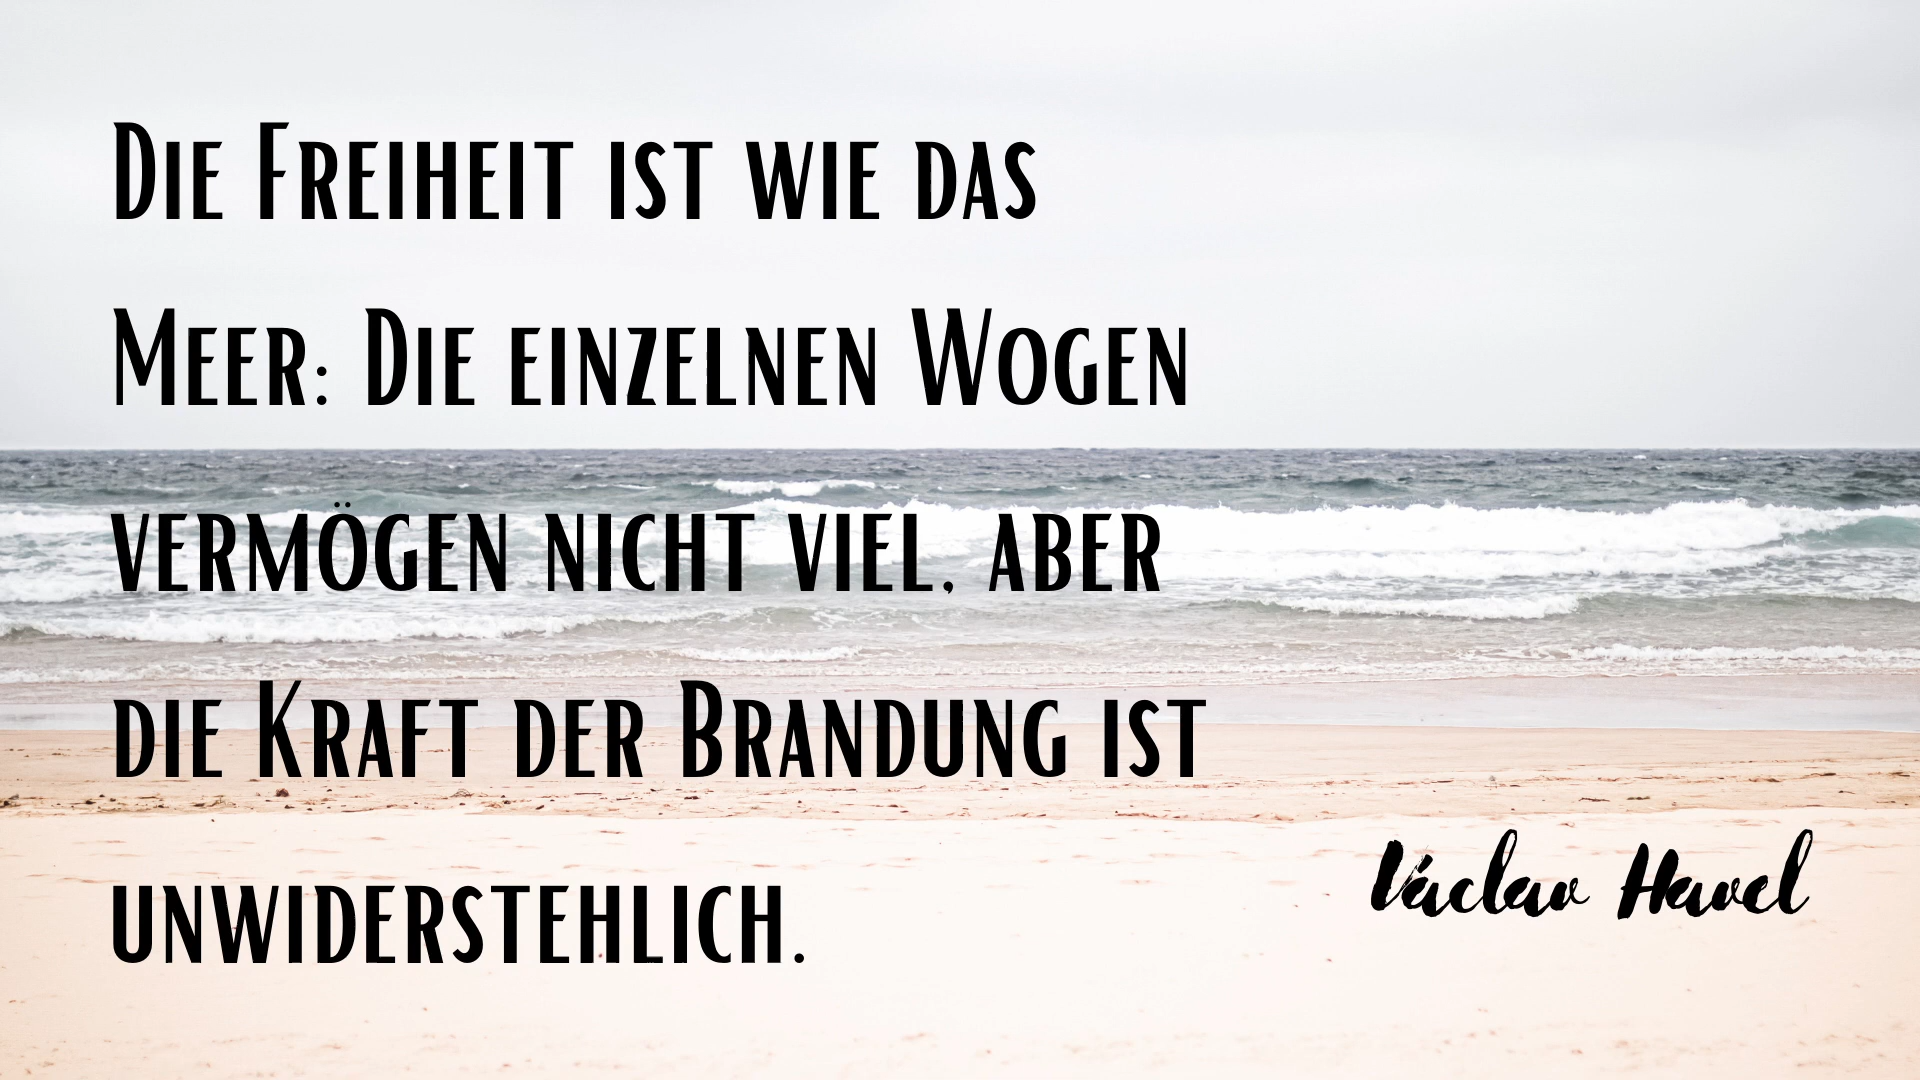 Die Freiheit ist wie das
Meer: Die einzelnen Wogen
vermögen nicht viel, aber
die Kraft der Brandung ist
unwiderstehlich.
Václav Havel